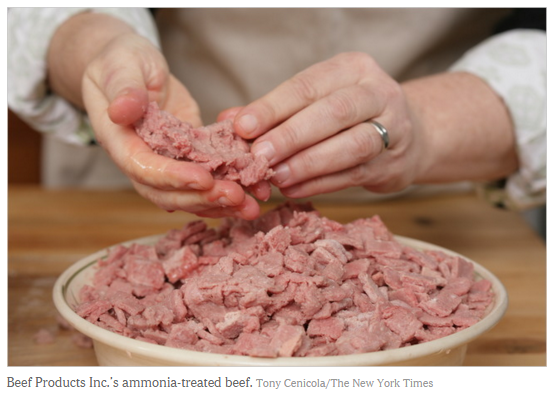 Beef Products Inc.'s ammonia-treated beef. Tony Cenicola/The New York Times